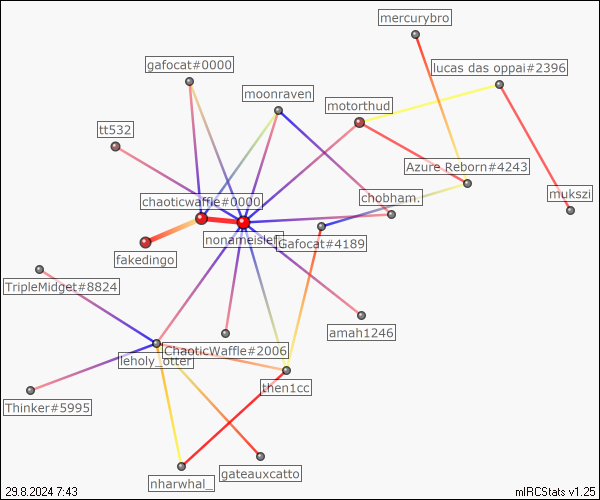 mercurybro
gafocat#0000
lucas das oppai#2396
moonraven
motorthud
tt532
Azure Reborn#4243
mukszi
chaoticwaffle#0000
chobham.
nonameisleft
Gafocat#4189
fakedingo
TripleMidget#8824
amah1246
ChaoticWaffle#2006
leholy_otter
then1cc
Thinker#5995
gateauxcatto
nharwhal_
29.8.2024 7:43
mIRCStats v1.25